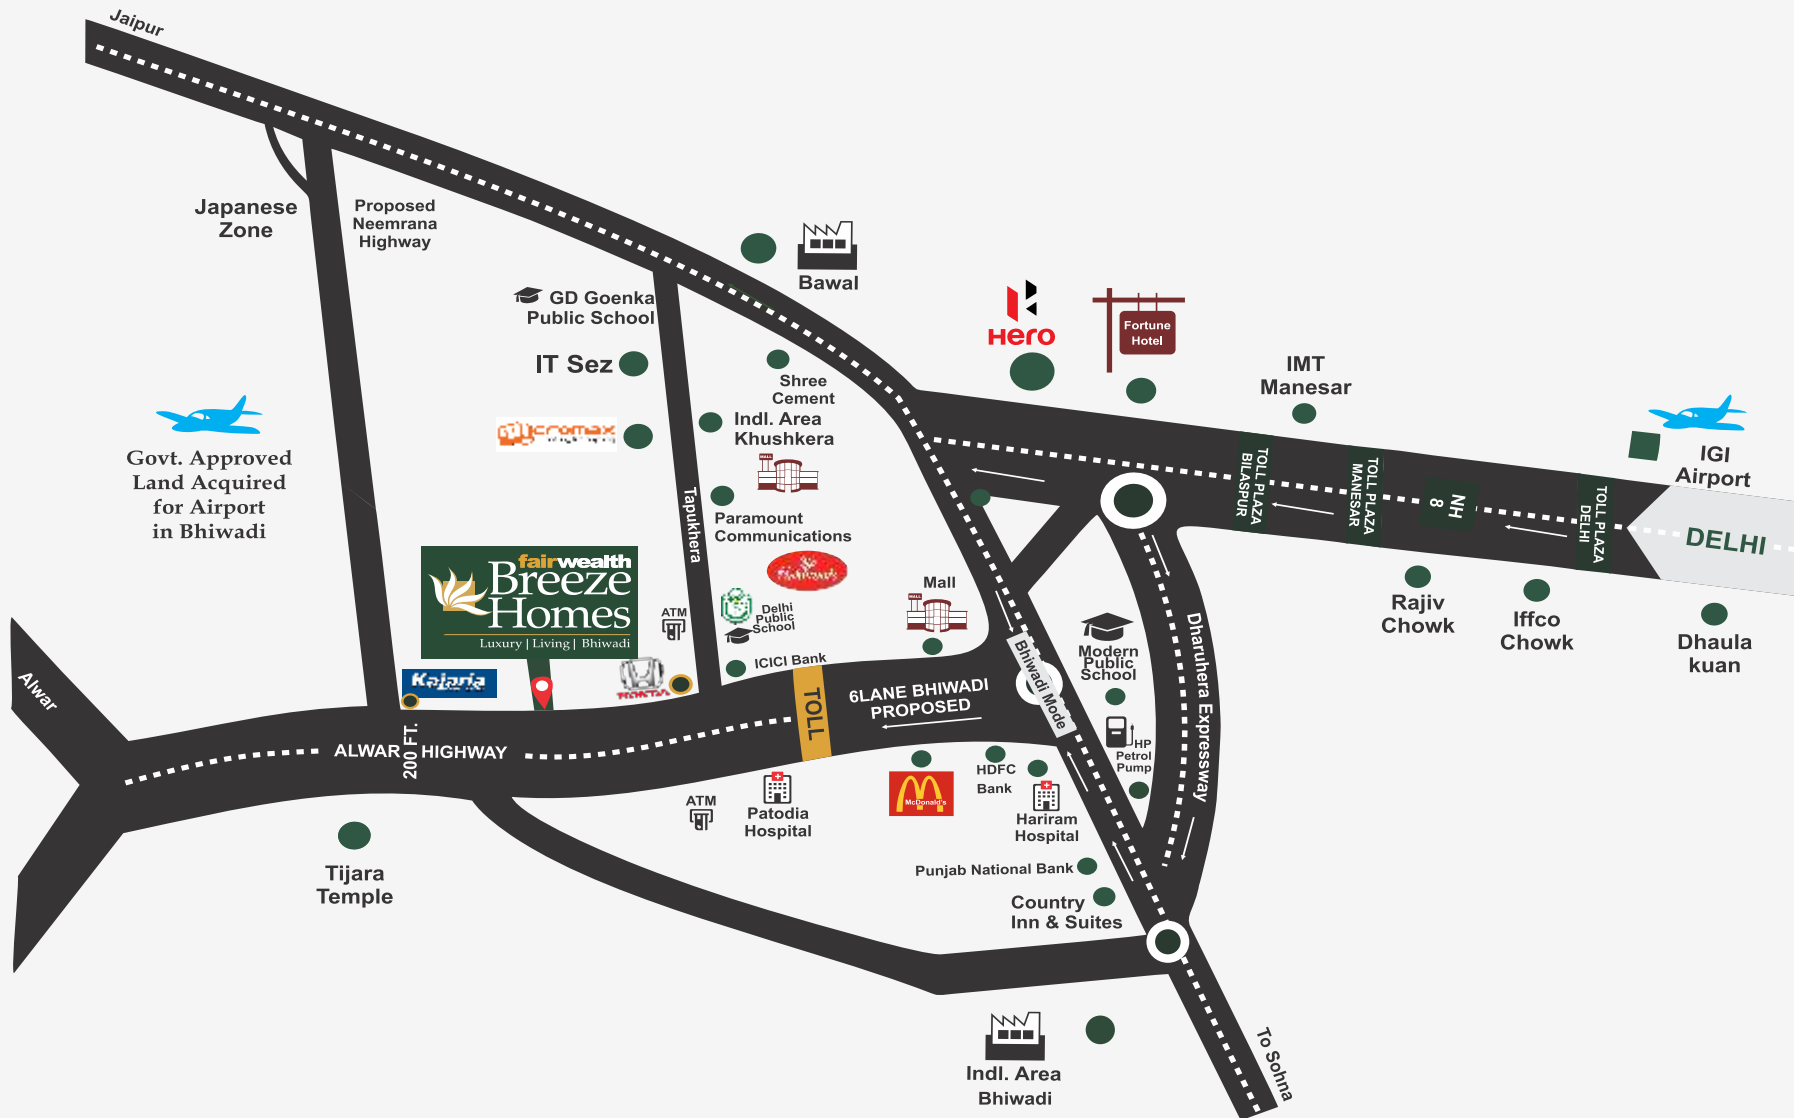 Jaipur
Japanese
Zone
Proposed
Neemrana
Highway
Bawal
GD Goenka
Public School
IT Sez
Shree
Cement
Indl. Area
Khushkera
Hero
Fortune
Hotel
IMT
Manesar
IGI
Airport
Govt. Approved
Land Acquired
for Airport
in Bhiwadi
cromax
MALL
Tapukhera
Paramount
Communications
TOLL PLAZA
BILASPUR
TOLL PLAZA
MANESAR
NH
8
TOLL PLAZA
DELHI
DELHI
fairwealth
Breeze
Homes
Luxury | Living | Bhiwadi
ATM
Delhi
Public
School
ICICI Bank
Mall
MALL
Modern
Public
School
Dharuhera Expressway
Rajiv
Chowk
Iffco
Chowk
Dhaula
kuan
Alwar
Kajaria
HONDA
TOLL
6LANE BHIWADI
PROPOSED
Bhiwadi Mode
HP
Petrol
Pump
ALWAR HIGHWAY
200 FT.
ATM
Patodia
Hospital
McDonald's
HDFC
Bank
Hariram
Hospital
Tijara
Temple
Punjab National Bank
Country
Inn & Suites
Indl. Area
Bhiwadi
To Sohna